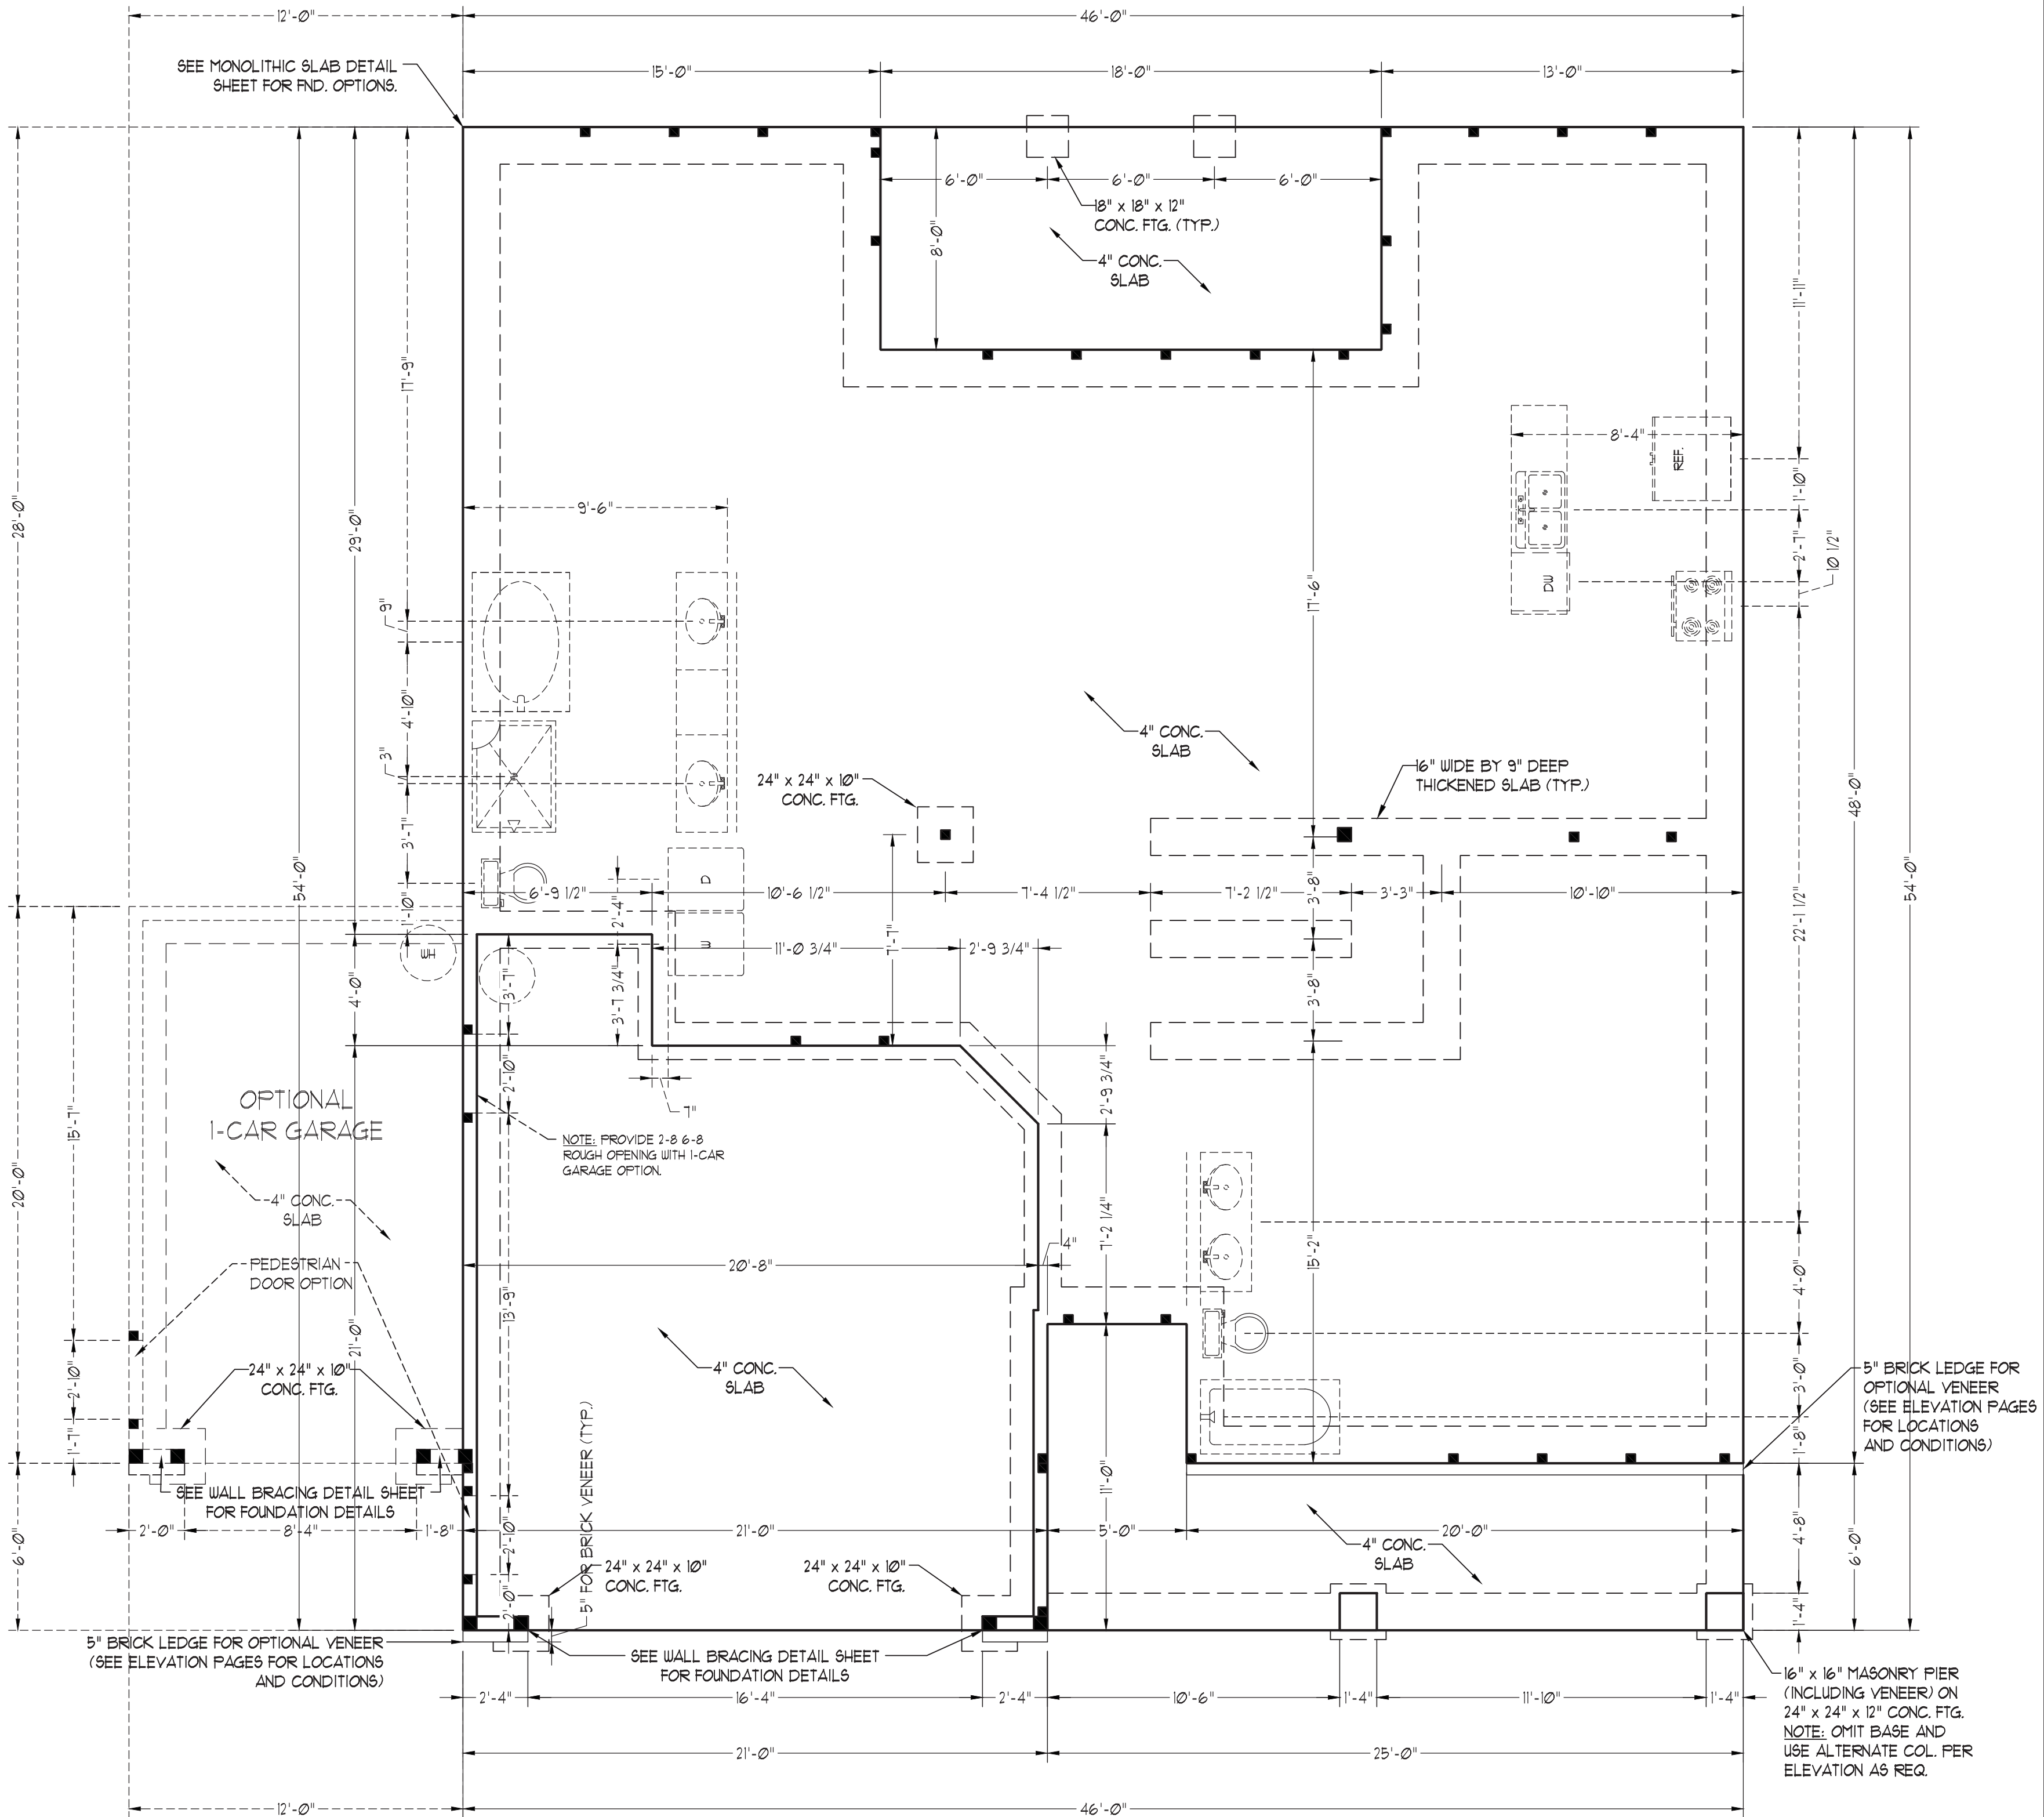 12'-0"
46'-0"
SEE MONOLITHIC SLAB DETAIL
SHEET FOR FND. OPTIONS.
15'-0"
18'-0"
13'-0"
6'-0"
6'-0"
6'-0"
18" x 18" x 12"
CONC. FTG. (TYP.)
8'-0"
4" CONC.
SLAB
11'-11"
17'-9"
8'-4"
REF.
1'-10"
28'-0"
29'-0"
9'-6"
2'-7"
10 1/2"
DW
17'-6"
9"
4'-10"
3"
4" CONC.
SLAB
24" x 24" x 10"
CONC. FTG.
16" WIDE BY 9" DEEP
THICKENED SLAB (TYP.)
48'-0"
3'-7"
54'-0"
54'-0"
D
6'-9 1/2"
10'-6 1/2"
7'-4 1/2"
7'-2 1/2"
3'-8"
3'-3"
10'-10"
1'-10"
2'-4"
22'-1 1/2"
WH
W
11'-0 3/4"
7'-7"
2'-9 3/4"
3'-7"
4'-0"
3'-7 3/4"
3'-8"
2'-10"
2'-9 3/4"
7"
OPTIONAL
1-CAR GARAGE
15'-7"
NOTE: PROVIDE 2-8 6-8
ROUGH OPENING WITH 1-CAR
GARAGE OPTION.
20'-0"
4" CONC.
SLAB
7'-2 1/4"
4"
15'-2"
20'-8"
PEDESTRIAN
DOOR OPTION
4'-0"
13'-9"
21'-0"
4" CONC.
SLAB
24" x 24" x 10"
CONC. FTG.
2'-10"
3'-0"
5" BRICK LEDGE FOR
OPTIONAL VENEER
(SEE ELEVATION PAGES
FOR LOCATIONS
AND CONDITIONS)
1'-7"
1'-8"
5" FOR BRICK VENEER (TYP.)
11'-0"
SEE WALL BRACING DETAIL SHEET
FOR FOUNDATION DETAILS
2'-0"
8'-4"
1'-8"
2'-10"
21'-0"
5'-0"
20'-0"
4'-8"
6'-0"
6'-0"
4" CONC.
SLAB
24" x 24" x 10"
CONC. FTG.
24" x 24" x 10"
CONC. FTG.
2'-0"
1'-4"
5" BRICK LEDGE FOR OPTIONAL VENEER
(SEE ELEVATION PAGES FOR LOCATIONS
AND CONDITIONS)
SEE WALL BRACING DETAIL SHEET
FOR FOUNDATION DETAILS
16" x 16" MASONRY PIER
(INCLUDING VENEER) ON
24" x 24" x 12" CONC. FTG.
NOTE: OMIT BASE AND
USE ALTERNATE COL. PER
ELEVATION AS REQ.
2'-4"
16'-4"
2'-4"
10'-6"
1'-4"
11'-10"
1'-4"
21'-0"
25'-0"
12'-0"
46'-0"